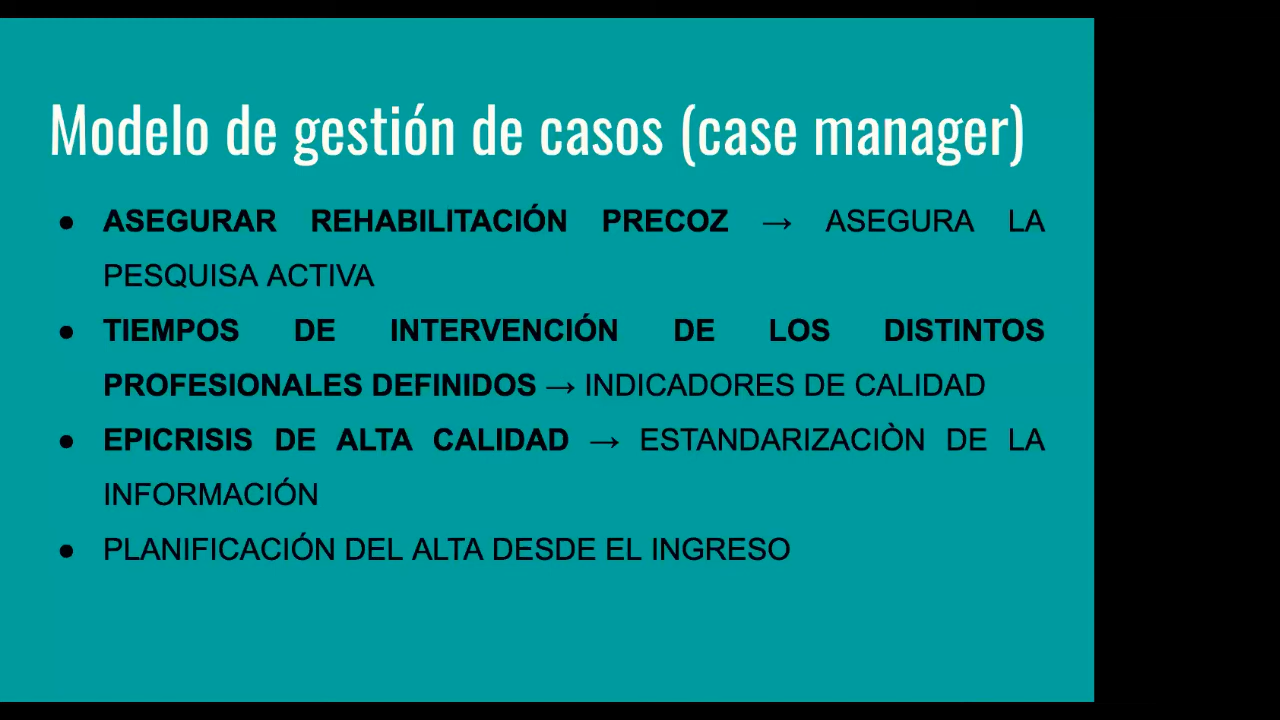 Modelo de gestión de casos (case manager)
● ASEGURAR REHABILITACIÓN PRECOZ → ASEGURA LA
PESQUISA ACTIVA
● TIEMPOS DE INTERVENCIÓN DE LOS DISTINTOS
PROFESIONALES DEFINIDOS → INDICADORES DE CALIDAD
● EPICRISIS DE ALTA CALIDAD → ESTANDARIZACIÒN DE LA
INFORMACIÓN
● PLANIFICACIÓN DEL ALTA DESDE EL INGRESO